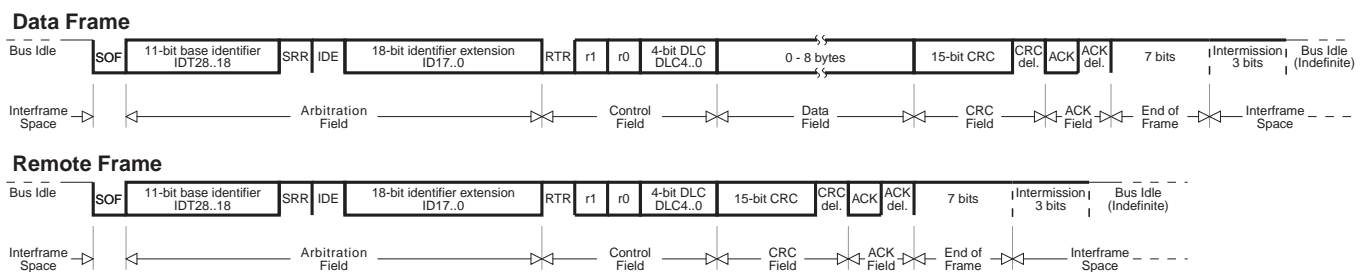 Data Frame
Bus Idle
SOF
11-bit base identifier
IDT28..18
SRR
IDE
18-bit identifier extension
ID17..0
RTR
r1
r0
4-bit DLC
DLC4..0
0 - 8 bytes
15-bit CRC
CRC
del.
ACK
ACK
del.
7 bits
Intermission
3 bits
Bus Idle
(Indefinite)
Interframe
Space
Arbitration
Field
Control
Field
Data
Field
CRC
Field
ACK
Field
End of
Frame
Interframe
Space
Remote Frame
Bus Idle
SOF
11-bit base identifier
IDT28..18
SRR
IDE
18-bit identifier extension
ID17..0
RTR
r1
r0
4-bit DLC
DLC4..0
15-bit CRC
CRC
del.
ACK
ACK
del.
7 bits
Intermission
3 bits
Bus Idle
(Indefinite)
Interframe
Space
Arbitration
Field
Control
Field
CRC
Field
ACK
Field
End of
Frame
Interframe
Space